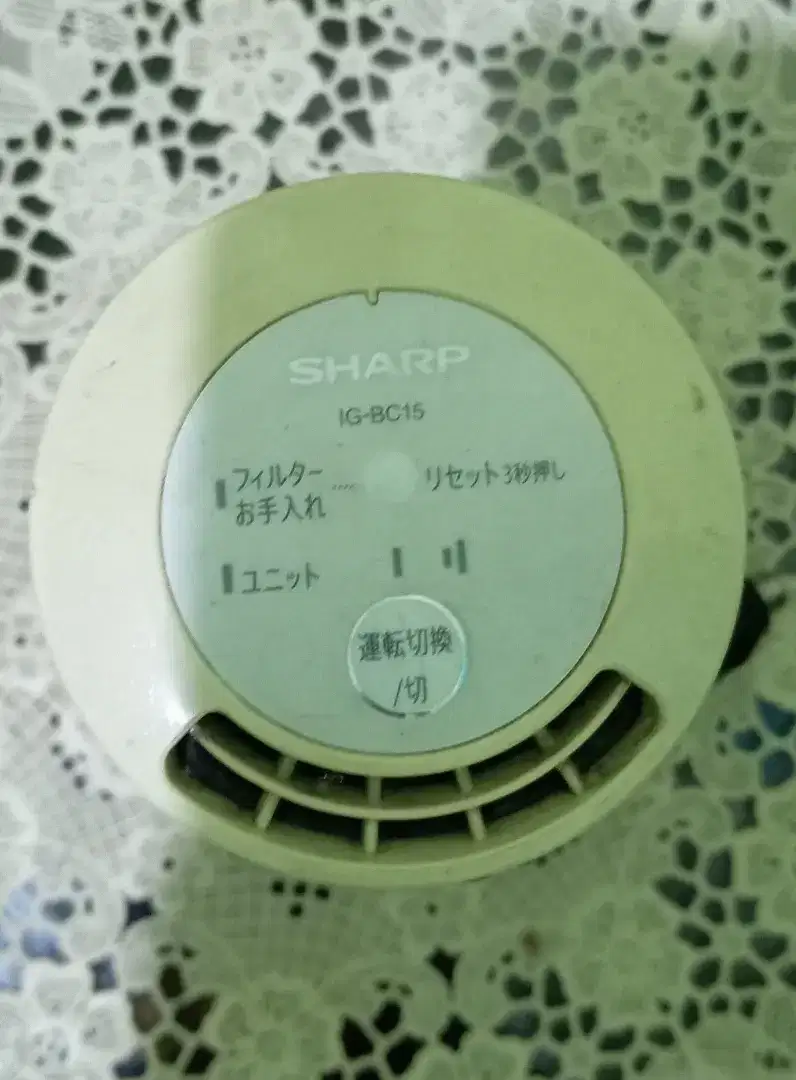 SHARP
IG-BC15
フィルター
お手入れ
リセット3秒押し
ユニット
運転切換
/切